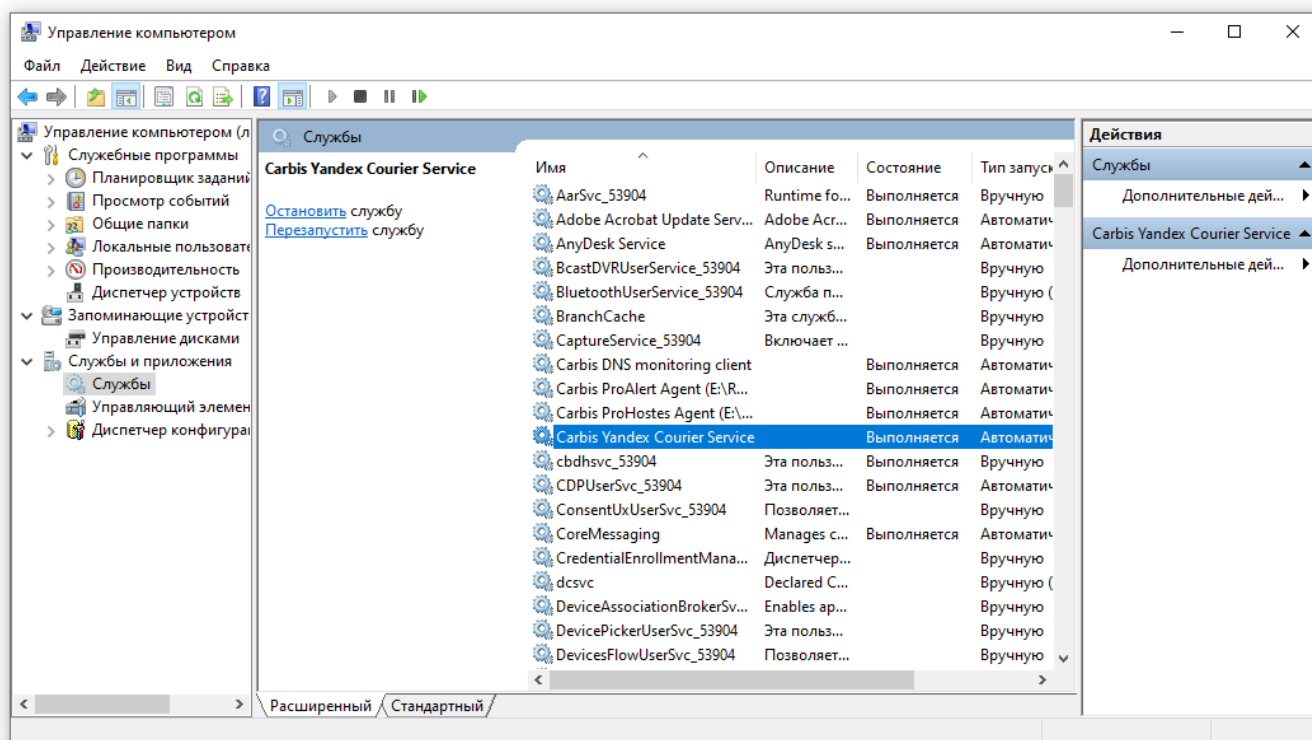 Управление компьютером
Файл Действие Вид Справка
Управление компьютером (л
Служебные программы
Планировщик заданий
Просмотр событий
Общие папки
Локальные пользовате
Производительность
Диспетчер устройств
Запоминающие устройст
Управление дисками
Службы и приложения
Службы
Управляющий элемен
Диспетчер конфигура
Службы
Carbis Yandex Courier Service
Остановить службу
Перезапустить службу
Имя Описание Состояние Тип запуск
AarSvc_53904 Runtime fo... Выполняется Вручную
Adobe Acrobat Update Serv... Adobe Acr... Выполняется Автоматич
AnyDesk Service AnyDesk s... Выполняется Автоматич
BcastDVRUserService_53904 Эта польз... Вручную
BluetoothUserService_53904 Служба п... Вручную (
BranchCache Эта служб... Вручную
CaptureService_53904 Включает ... Вручную
Carbis DNS monitoring client Выполняется Автоматич
Carbis ProAlert Agent (E:\R... Выполняется Автоматич
Carbis ProHostes Agent (E:\... Выполняется Автоматич
Carbis Yandex Courier Service Выполняется Автоматич
cbdhsvc_53904 Эта польз... Выполняется Вручную
CDPUserSvc_53904 Эта польз... Выполняется Автоматич
ConsentUxUserSvc_53904 Позволяет... Вручную
CoreMessaging Manages c... Выполняется Автоматич
CredentialEnrollmentMana... Диспетчер... Вручную
dcsvc Declared C... Вручную (
DeviceAssociationBrokerSv... Enables ap... Вручную
DevicePickerUserSvc_53904 Эта польз... Вручную
DevicesFlowUserSvc_53904 Позволяет... Вручную
Расширенный Стандартный
Действия
Службы
Дополнительные дей...
Carbis Yandex Courier Service
Дополнительные дей...